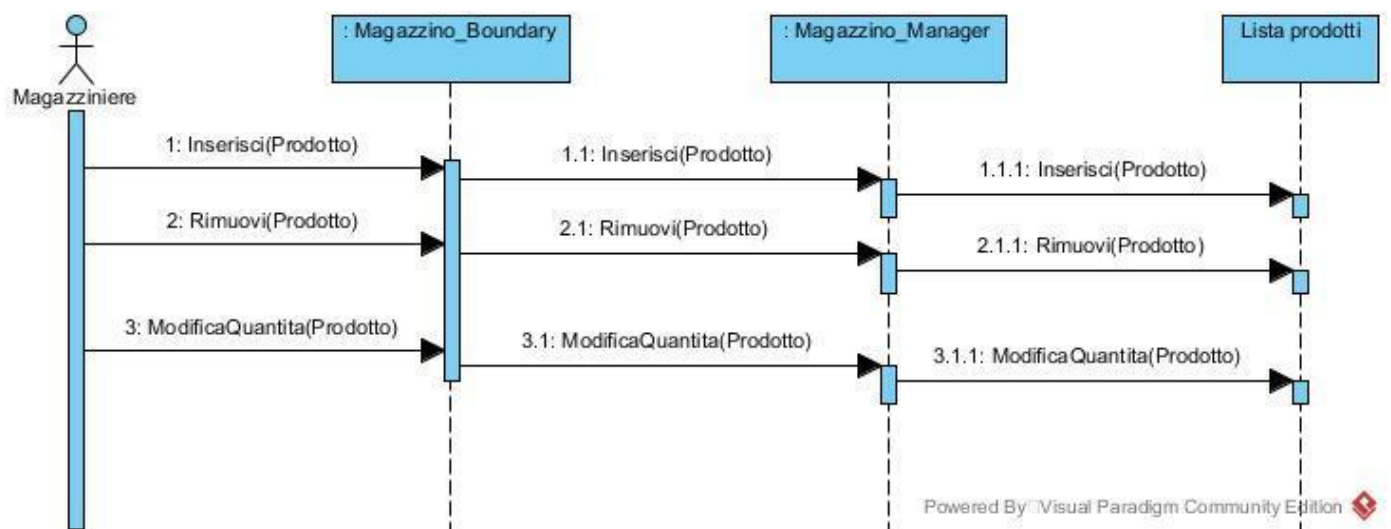 : Magazzino_Boundary
: Magazzino_Manager
Lista prodotti
Magazziniere
1: Inserisci(Prodotto)
1.1: Inserisci(Prodotto)
1.1.1: Inserisci(Prodotto)
2: Rimuovi(Prodotto)
2.1: Rimuovi(Prodotto)
2.1.1: Rimuovi(Prodotto)
3: ModificaQuantita(Prodotto)
3.1: ModificaQuantita(Prodotto)
3.1.1: ModificaQuantita(Prodotto)
Powered By Visual Paradigm Community Edition